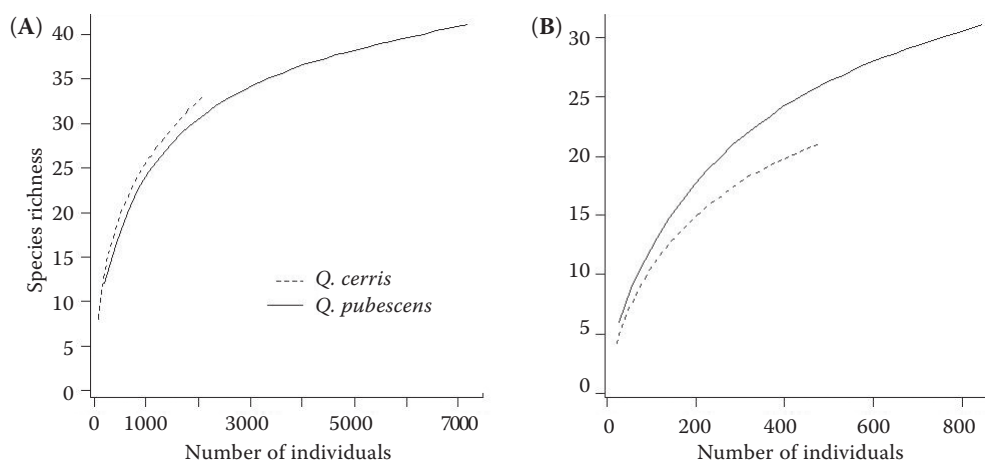 (A)
Species richness
40
35
30
25
20
15
10
5
0
0 1000 3000 5000 7000
Number of individuals
Q. cerris
Q. pubescens
(B)
30
25
20
15
10
5
0
0 200 400 600 800
Number of individuals